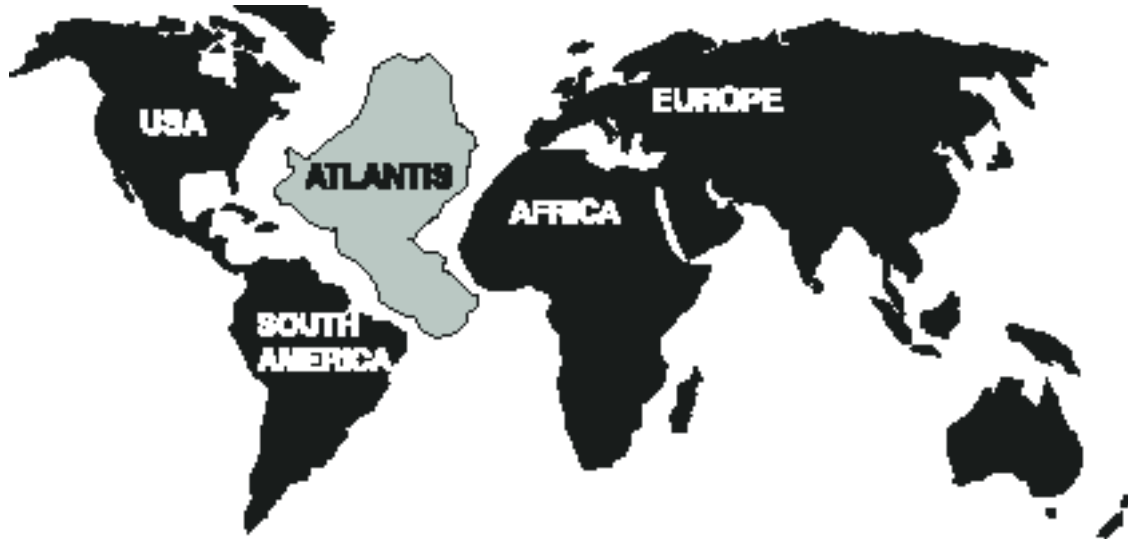 USA
EUROPE
ATLANTIS
AFRICA
SOUTH
AMERICA